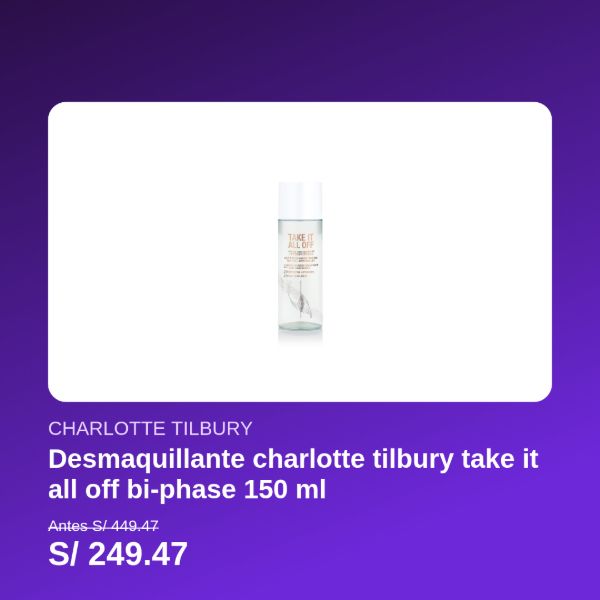 TAKE IT
ALL OFF
CHARLOTTE TILBURY
Desmaquillante charlotte tilbury take it
all off bi-phase 150 ml
Antes S/ 449.47
S/ 249.47